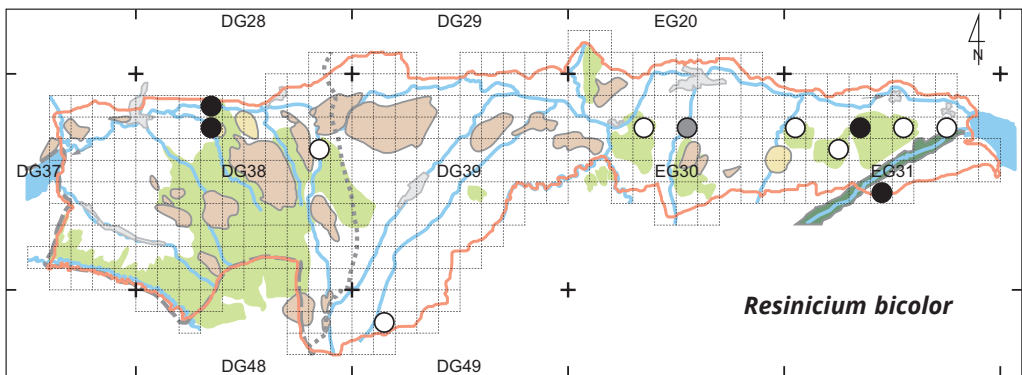 DG28 DG29 EG20
N
DG37 DG38 DG39 EG30 EG31
Resinicium bicolor
DG48 DG49